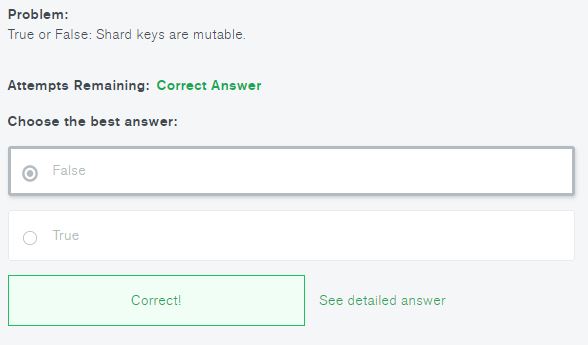 Problem:
True or False: Shard keys are mutable.
Attempts Remaining: Correct Answer
Choose the best answer:
False
True
Correct!
See detailed answer